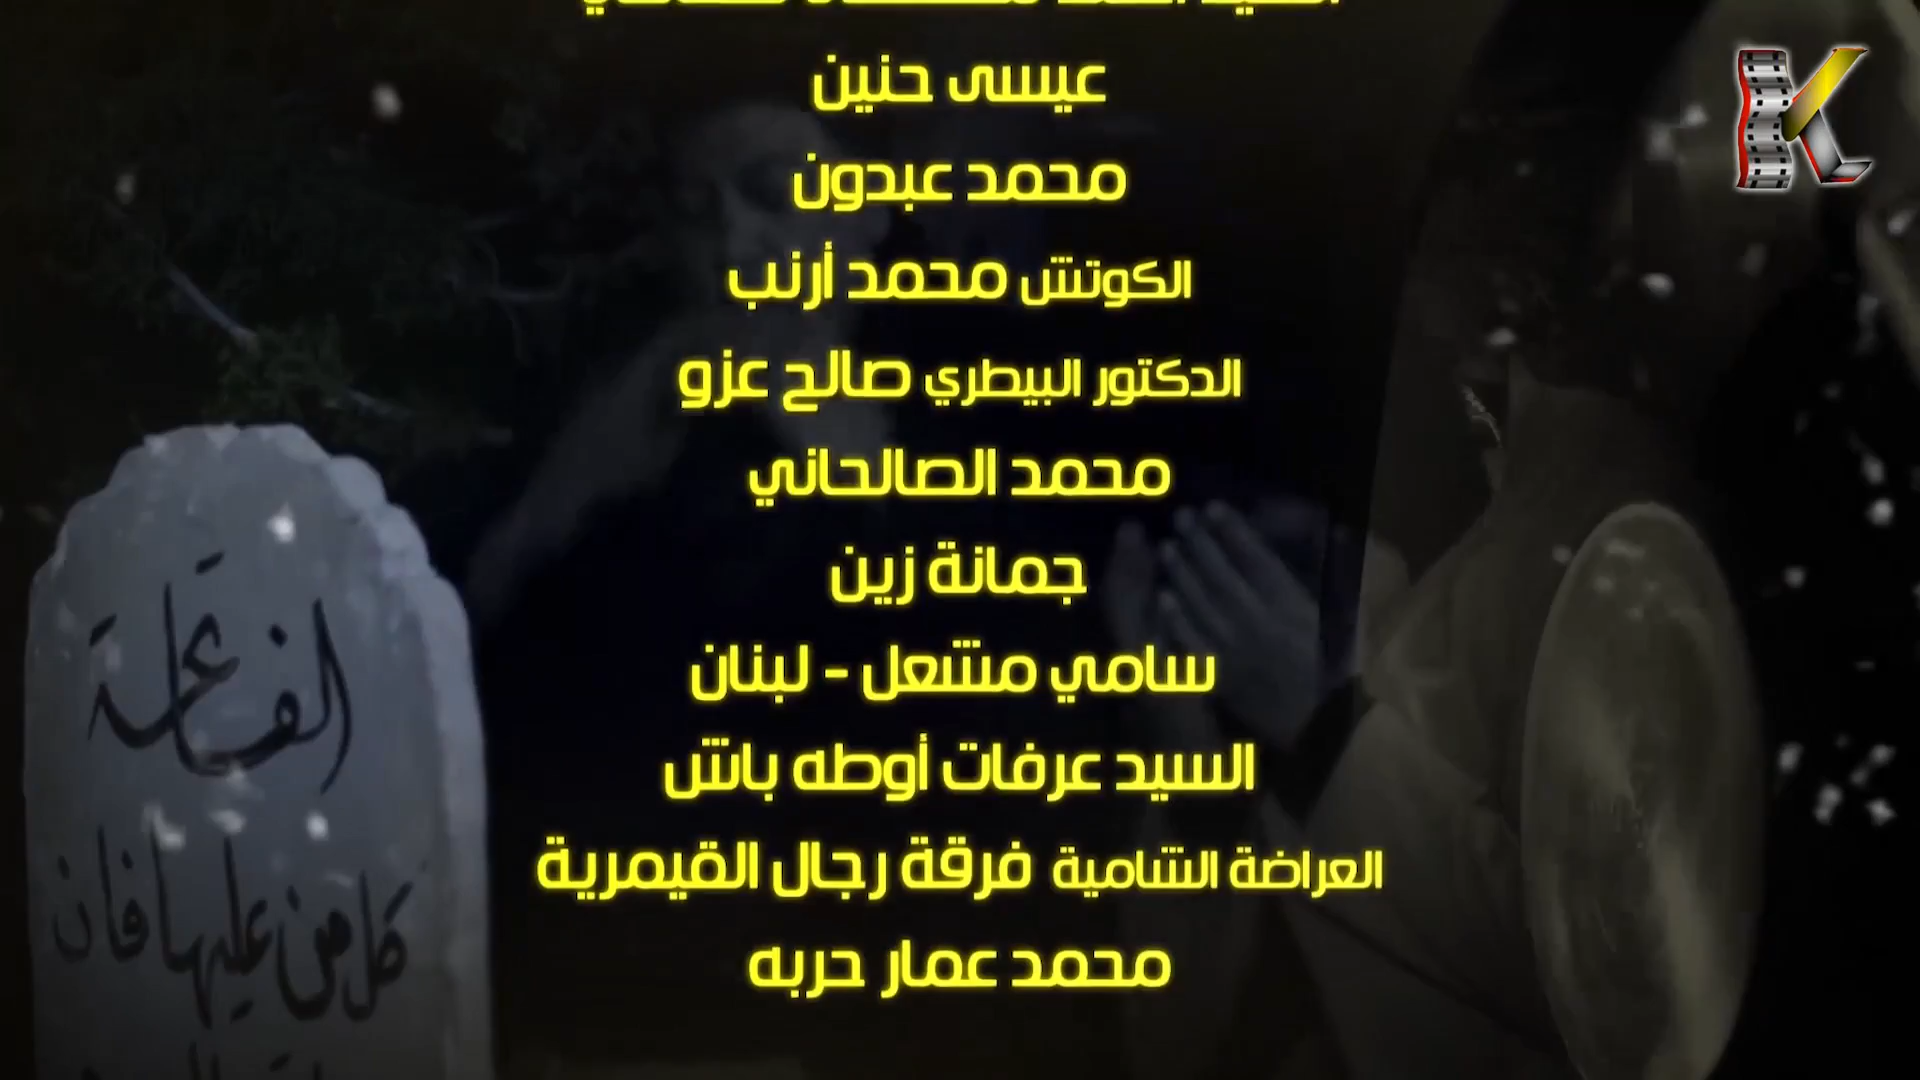 عيسى حنين
محمد عبدون
الكوتش محمد أرنب
الدكتور البيطري صالح عزو
محمد الصالحاني
جمانة زين
سامي مشعل - لبنان
السيد عرفات أوطه باش
العراضة الشامية فرقة رجال القيمرية
محمد عمار حربه
الفاتحة
كل من عليها فان